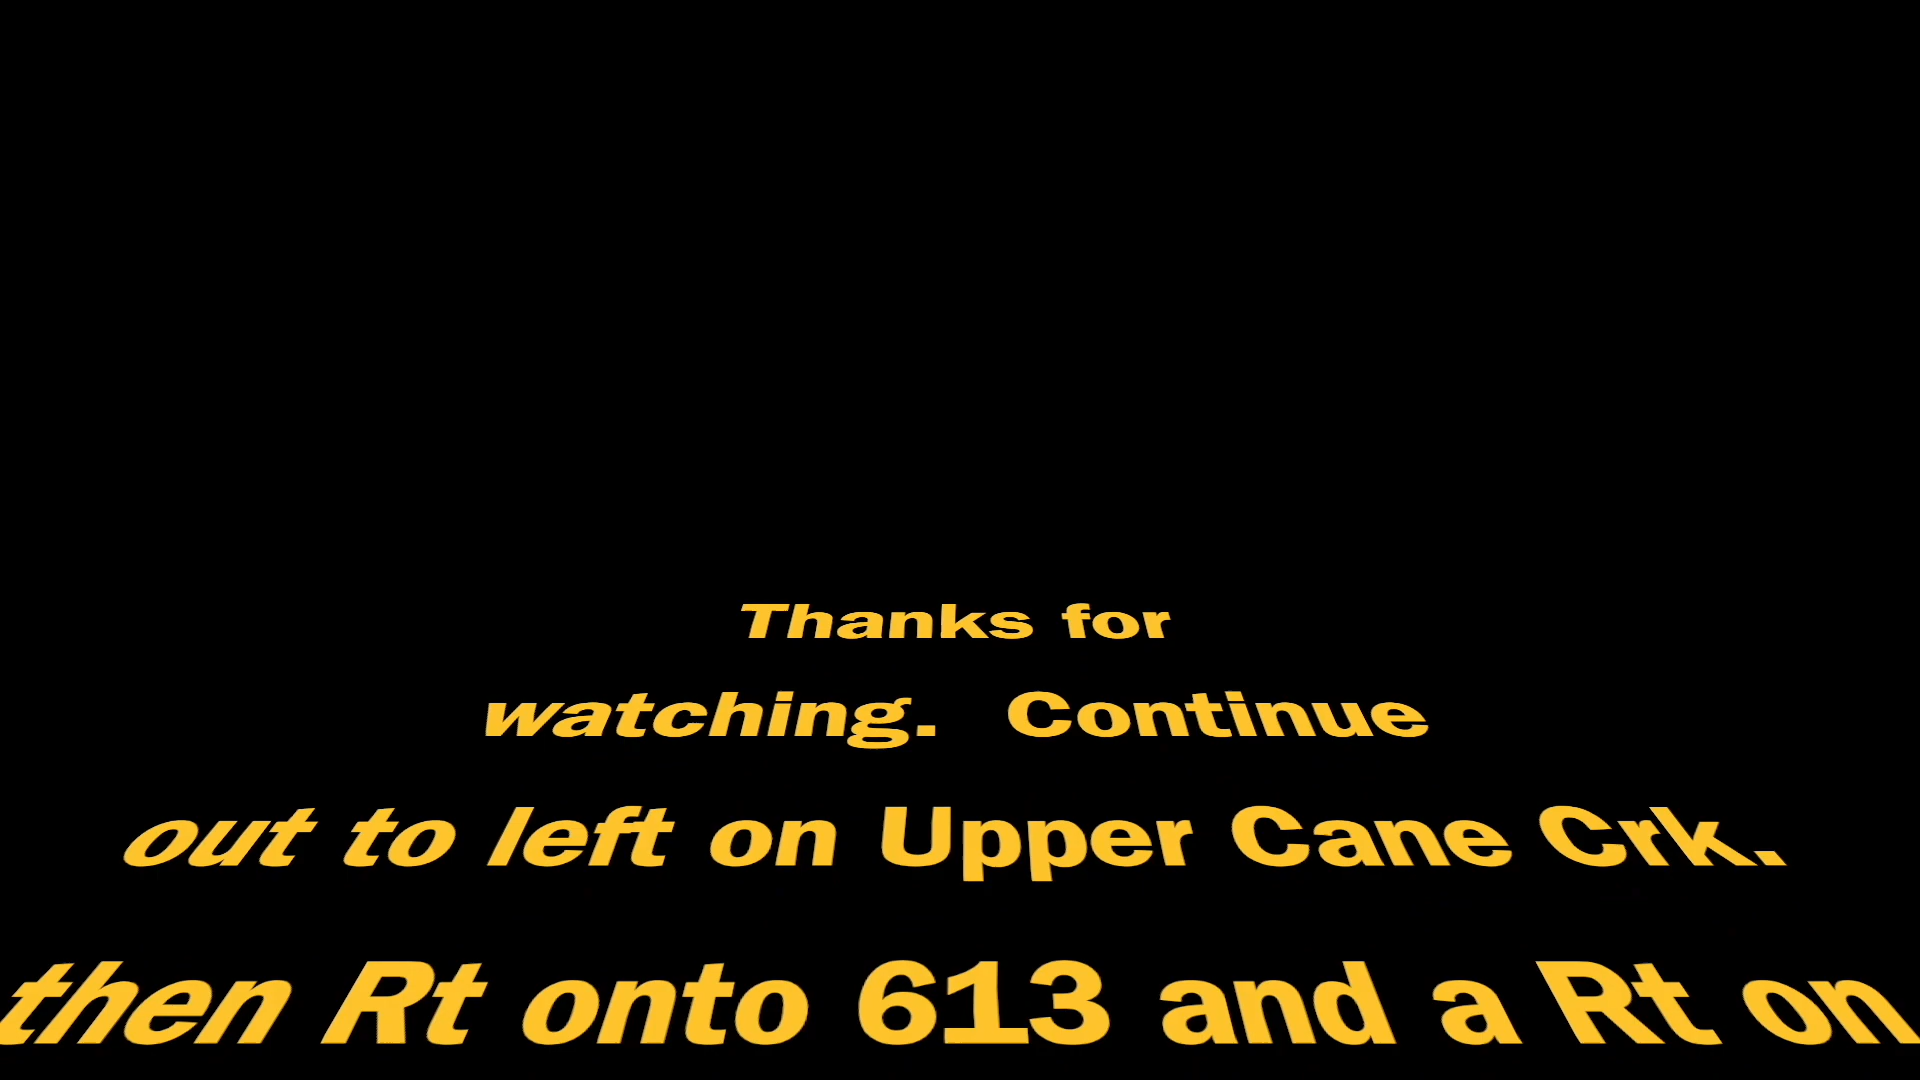 Thanks for
watching.  Continue
out to left on Upper Cane Crk.
then Rt onto 613 and a Rt on